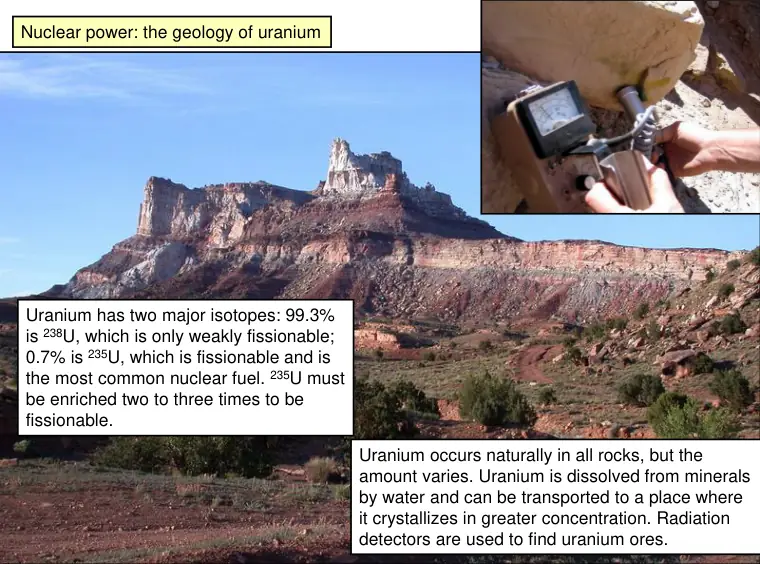 Nuclear power: the geology of uranium
Uranium has two major isotopes: 99.3%
is ²³⁸U, which is only weakly fissionable;
0.7% is ²³⁵U, which is fissionable and is
the most common nuclear fuel. ²³⁵U must
be enriched two to three times to be
fissionable.
Uranium occurs naturally in all rocks, but the
amount varies. Uranium is dissolved from minerals
by water and can be transported to a place where
it crystallizes in greater concentration. Radiation
detectors are used to find uranium ores.